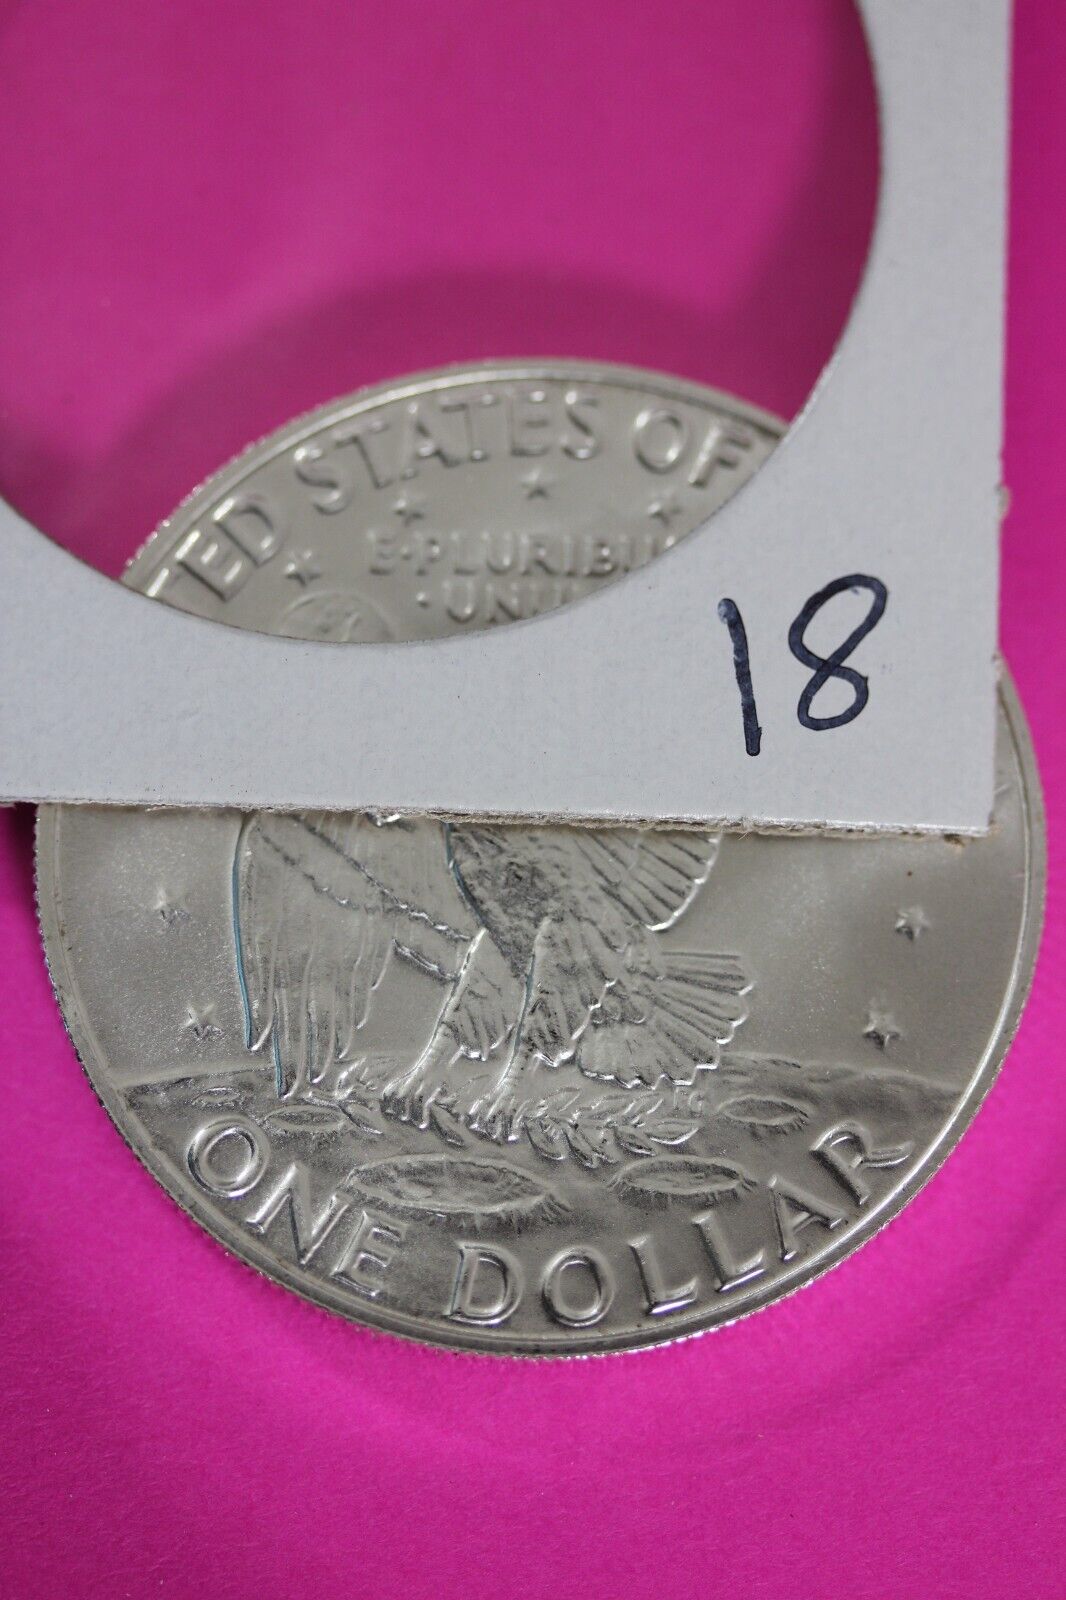 TED STATES OF
E·PLURIBU
·UNU
18
ONE DOLLAR